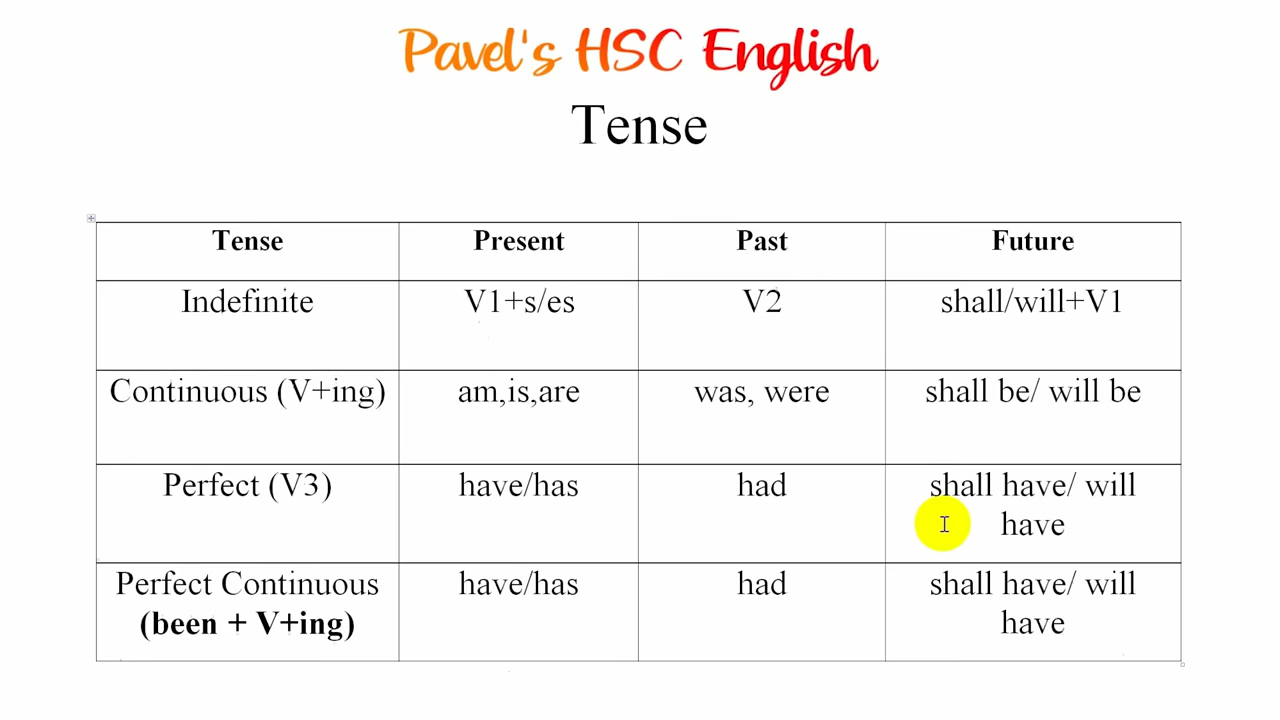 Pavel's HSC English
Tense
Tense Present Past Future
Indefinite V1+s/es V2 shall/will+V1
Continuous (V+ing) am,is,are was, were shall be/ will be
Perfect (V3) have/has had shall have/ will
have
Perfect Continuous have/has had shall have/ will
(been + V+ing) have